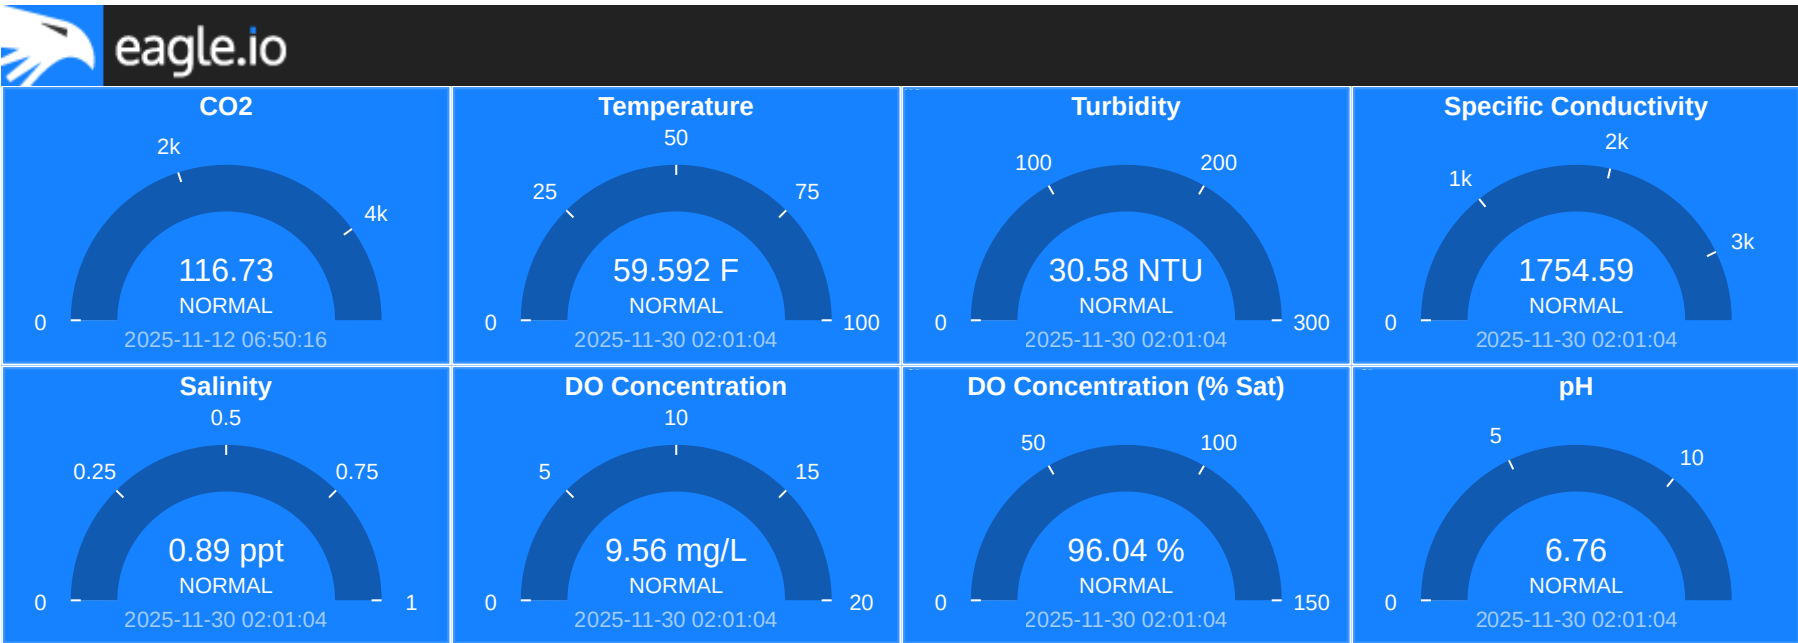 eagle.io
CO2
2k
4k
0
116.73
NORMAL
2025-11-12 06:50:16
Temperature
50
25
75
0
100
59.592 F
NORMAL
2025-11-30 02:01:04
Turbidity
100
200
0
300
30.58 NTU
NORMAL
2025-11-30 02:01:04
Specific Conductivity
2k
1k
3k
0
1754.59
NORMAL
2025-11-30 02:01:04
Salinity
0.5
0.25
0.75
0
1
0.89 ppt
NORMAL
2025-11-30 02:01:04
DO Concentration
10
5
15
0
20
9.56 mg/L
NORMAL
2025-11-30 02:01:04
DO Concentration (% Sat)
50
100
0
150
96.04 %
NORMAL
2025-11-30 02:01:04
pH
5
10
0
6.76
NORMAL
2025-11-30 02:01:04